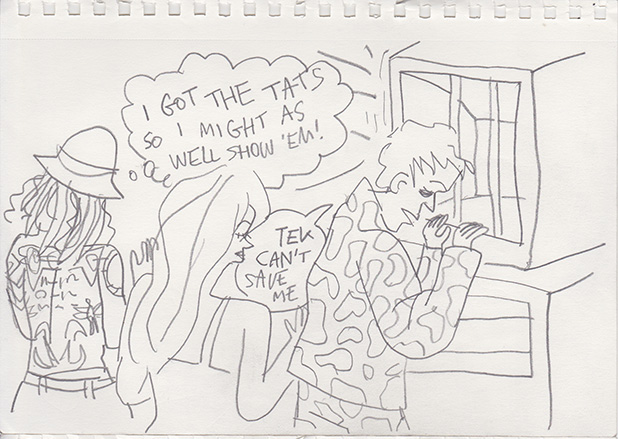 I GOT THE TATS
SO I MIGHT AS
WELL SHOW 'EM!
TEK
CAN'T
SAVE
ME